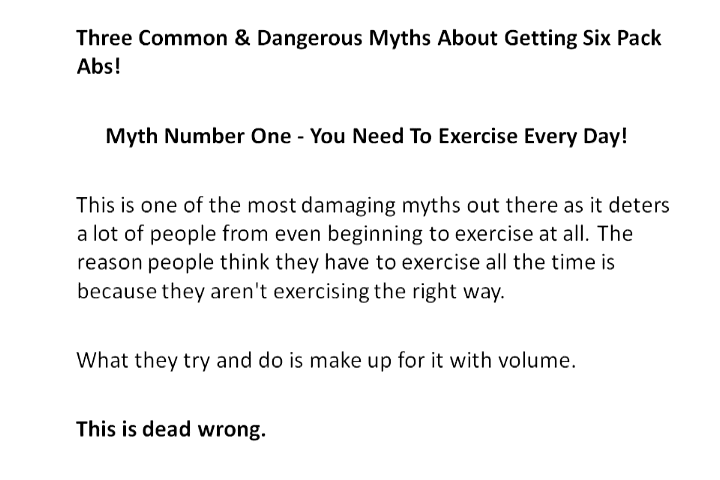 Three Common & Dangerous Myths About Getting Six Pack
Abs!
Myth Number One - You Need To Exercise Every Day!
This is one of the most damaging myths out there as it deters
a lot of people from even beginning to exercise at all. The
reason people think they have to exercise all the time is
because they aren't exercising the right way.
What they try and do is make up for it with volume.
This is dead wrong.